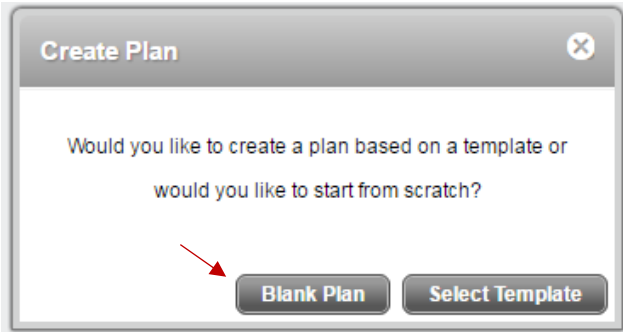 Create Plan
Would you like to create a plan based on a template or
would you like to start from scratch?
Blank Plan
Select Template